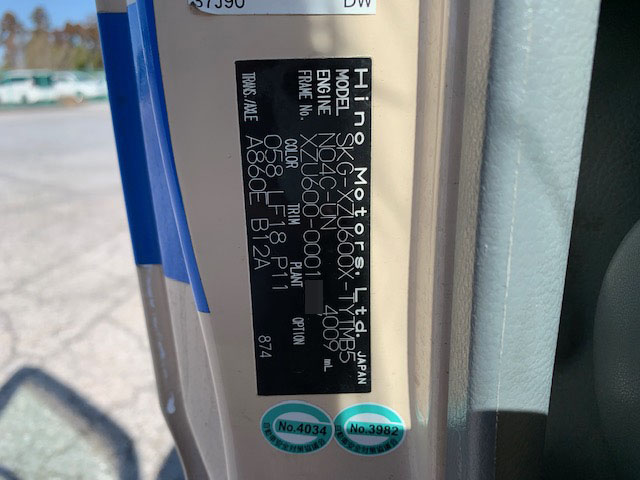 37J90 DW
Hino Motors, Ltd. JAPAN
MODEL SKG-XZU600X-TYTMB5
ENGINE N04C-UN 4009 mL
FRAME No. XZU600-0001
COLOR TRIM PLANT OPTION
058 LF18 P11 874
TRANS./AXLE A860E B12A
No.4034
No.3982